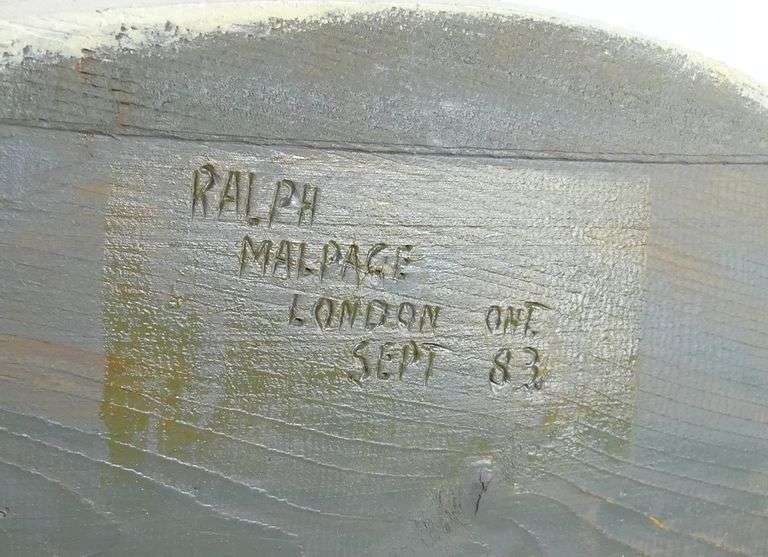 RALPH
MALPAGE
LONDON ONT.
SEPT 83